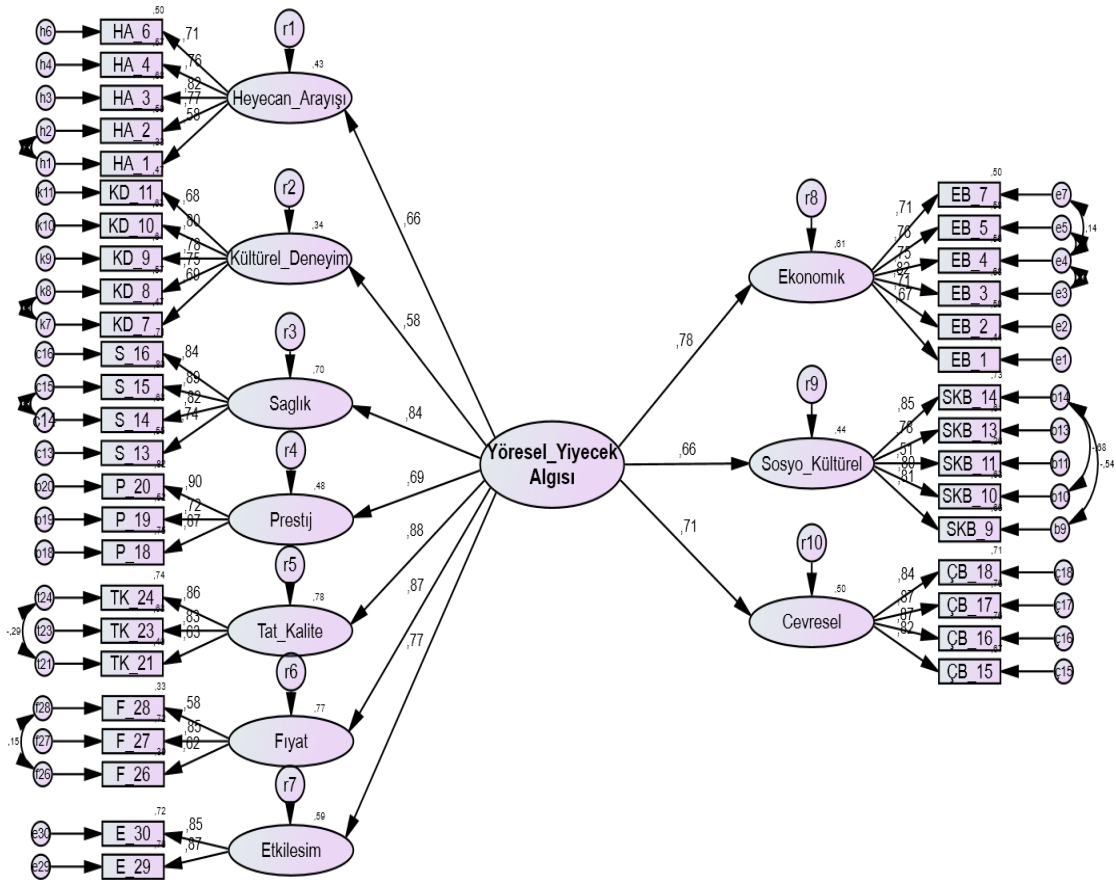 r1
,50
h6
HA_6
,71
h4
HA_4
,76
,43
h3
HA_3
,82
Heyecan_Arayışı
,77
h2
HA_2
,58
h1
HA_1
,66
r2
k11
KD_11
,68
k10
KD_10
,80
,34
k9
KD_9
,78
Kültürel_Deneyim
,75
k8
KD_8
k7
KD_7
,58
r3
c16
S_16
,84
c15
S_15
,89
,70
,82
Saglık
c14
S_14
,74
c13
S_13
,84
r4
p20
P_20
,90
,72
,48
p19
P_19
,87
Prestıj
p18
P_18
,69
r5
,74
t24
TK_24
,86
,78
,83
t23
TK_23
,63
Tat_Kalite
-,29
t21
TK_21
,88
r6
,33
f28
F_28
,58
,77
,85
f27
F_27
,62
Fıyat
,15
f26
F_26
,87
r7
,72
e30
E_30
,85
,59
,87
e29
E_29
Etkilesim
,77
Yöresel_Yiyecek
Algısı
r8
,50
,71
EB_7
e7
,76
EB_5
e5
,14
,61
,75
EB_4
e4
Ekonomık
,82
,71
EB_3
e3
,67
EB_2
e2
EB_1
e1
,78
r9
,73
,85
SKB_14
b14
,76
SKB_13
b13
,44
,51
SKB_11
b11
-,68
-,54
Sosyo_Kültürel
,80
SKB_10
b10
,81
SKB_9
b9
,66
r10
,71
,84
ÇB_18
ç18
,50
,87
ÇB_17
ç17
Cevresel
,87
ÇB_16
ç16
,82
ÇB_15
ç15
,71